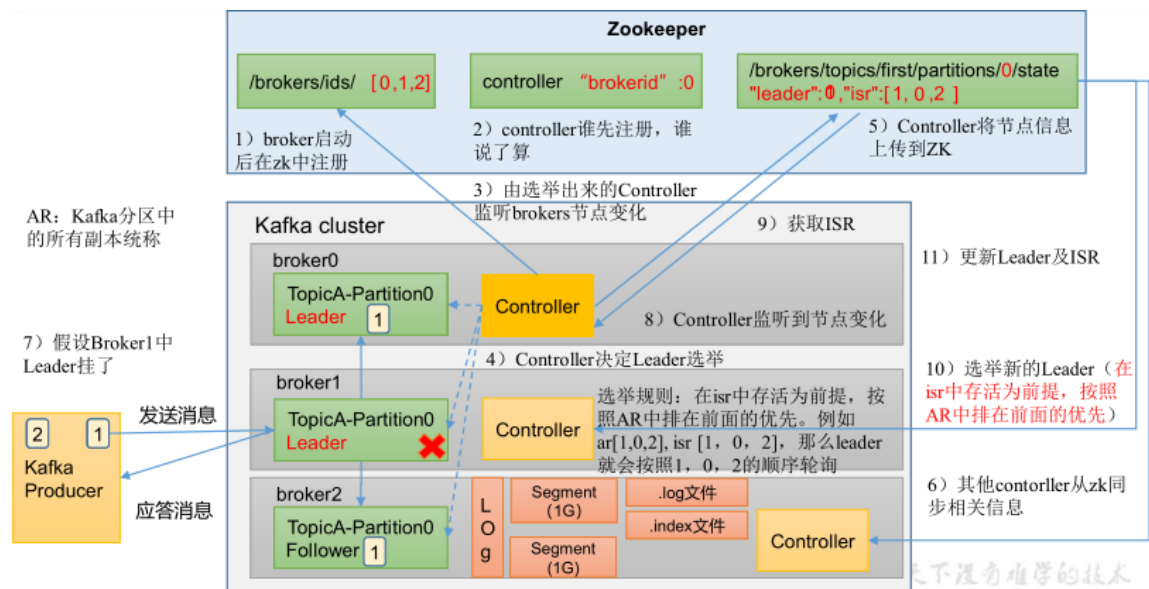 Zookeeper
/brokers/ids/ [0,1,2]
controller “brokerid” :0
/brokers/topics/first/partitions/0/state
"leader":0 ,"isr":[ 1, 0 ,2 ]
1）broker启动
后在zk中注册
2）controller谁先注册，谁
说了算
5）Controller将节点信息
上传到ZK
3）由选举出来的Controller
监听brokers节点变化
AR：Kafka分区中
的所有副本统称
Kafka cluster
9）获取ISR
11）更新Leader及ISR
broker0
TopicA-Partition0
Leader 1
Controller
8）Controller监听到节点变化
7）假设Broker1中
Leader挂了
4）Controller决定Leader选举
10）选举新的Leader（在
isr中存活为前提，按照
AR中排在前面的优先）
broker1
TopicA-Partition0
Leader
Controller
选举规则：在isr中存活为前提，按
照AR中排在前面的优先。例如
ar[1,0,2], isr [1，0，2]，那么leader
就会按照1，0，2的顺序轮询
发送消息
2 1
Kafka
Producer
应答消息
broker2
TopicA-Partition0
Follower 1
LOg
Segment
(1G)
Segment
(1G)
.log文件
.index文件
Controller
6）其他contorller从zk同
步相关信息
天下没有难学的技术